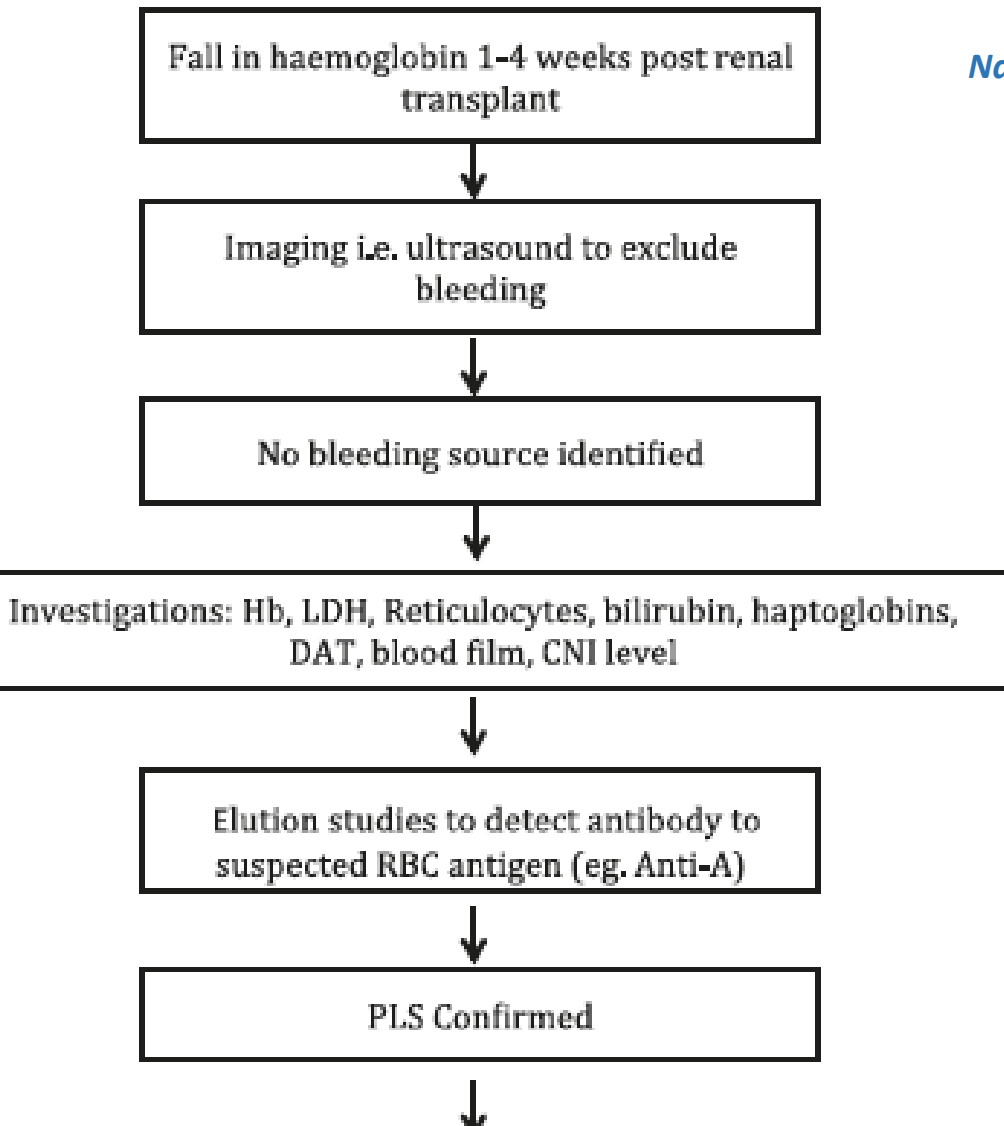 Fall in haemoglobin 1-4 weeks post renal
transplant
Imaging i.e. ultrasound to exclude
bleeding
No bleeding source identified
Investigations: Hb, LDH, Reticulocytes, bilirubin, haptoglobins,
DAT, blood film, CNI level
Elution studies to detect antibody to
suspected RBC antigen (eg. Anti-A)
PLS Confirmed